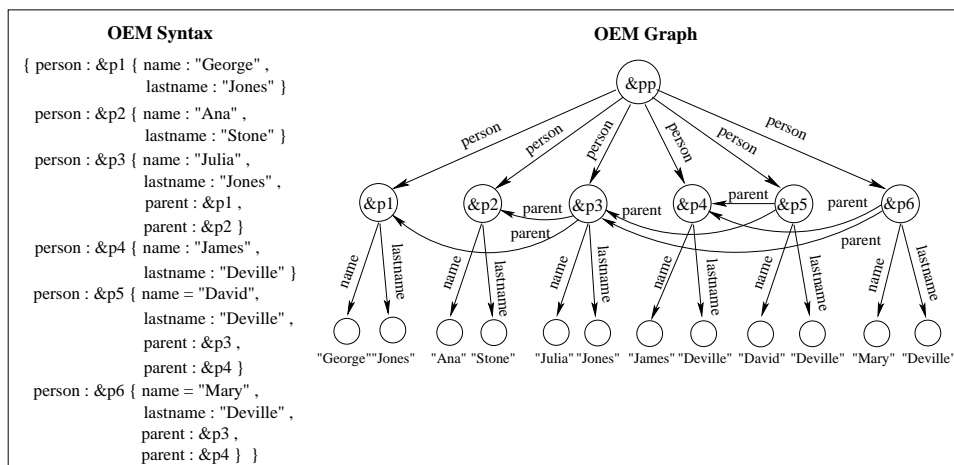 OEM Syntax
{ person : &p1 { name : "George" ,
lastname : "Jones" }
person : &p2 { name : "Ana" ,
lastname : "Stone" }
person : &p3 { name : "Julia" ,
lastname : "Jones" ,
parent : &p1 ,
parent : &p2 }
person : &p4 { name : "James" ,
lastname : "Deville" }
person : &p5 { name = "David",
lastname : "Deville" ,
parent : &p3 ,
parent : &p4 }
person : &p6 { name = "Mary" ,
lastname : "Deville" ,
parent : &p3 ,
parent : &p4 } }
OEM Graph
&pp
person person person person person person
&p1 &p2 &p3 &p4 &p5 &p6
parent parent parent parent parent parent
name lastname name lastname name lastname name lastname name lastname name lastname
"George" "Jones" "Ana" "Stone" "Julia" "Jones" "James" "Deville" "David" "Deville" "Mary" "Deville"